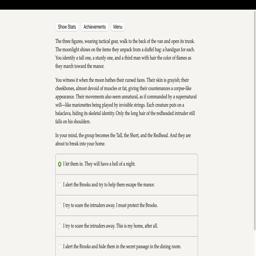 Show Stats Achievements Menu
The three figures, wearing tactical gear, walk to the back of the van and open its trunk.
The moonlight shines on the items they unpack from a duffel bag: a handgun for each.
You identify a tall one, a stocky one, and a third man with hair the color of flames as
they march toward the manor.
You witness it when the moon bathes their cursed faces. Their skin is grayish; their
cheekbones, almost devoid of muscles or fat, giving their countenances a corpse-like
appearance. Their movements also seem unnatural, as if commanded by a supernatural
will—like marionettes being played by invisible strings. Each creature puts on a
balaclava, hiding its skeletal identity. Only the long hair of the redheaded intruder still
falls on his shoulders.
In your mind, the group becomes the Tall, the Short, and the Redhead. And they are
about to break into your home.
I let them in. They will have a hell of a night.
I alert the Brooks and try to help them escape the manor.
I try to scare the intruders away. I must protect the Brooks.
I try to scare the intruders away. This is my home, after all.
I alert the Brooks and hide them in the secret passage in the dining room.